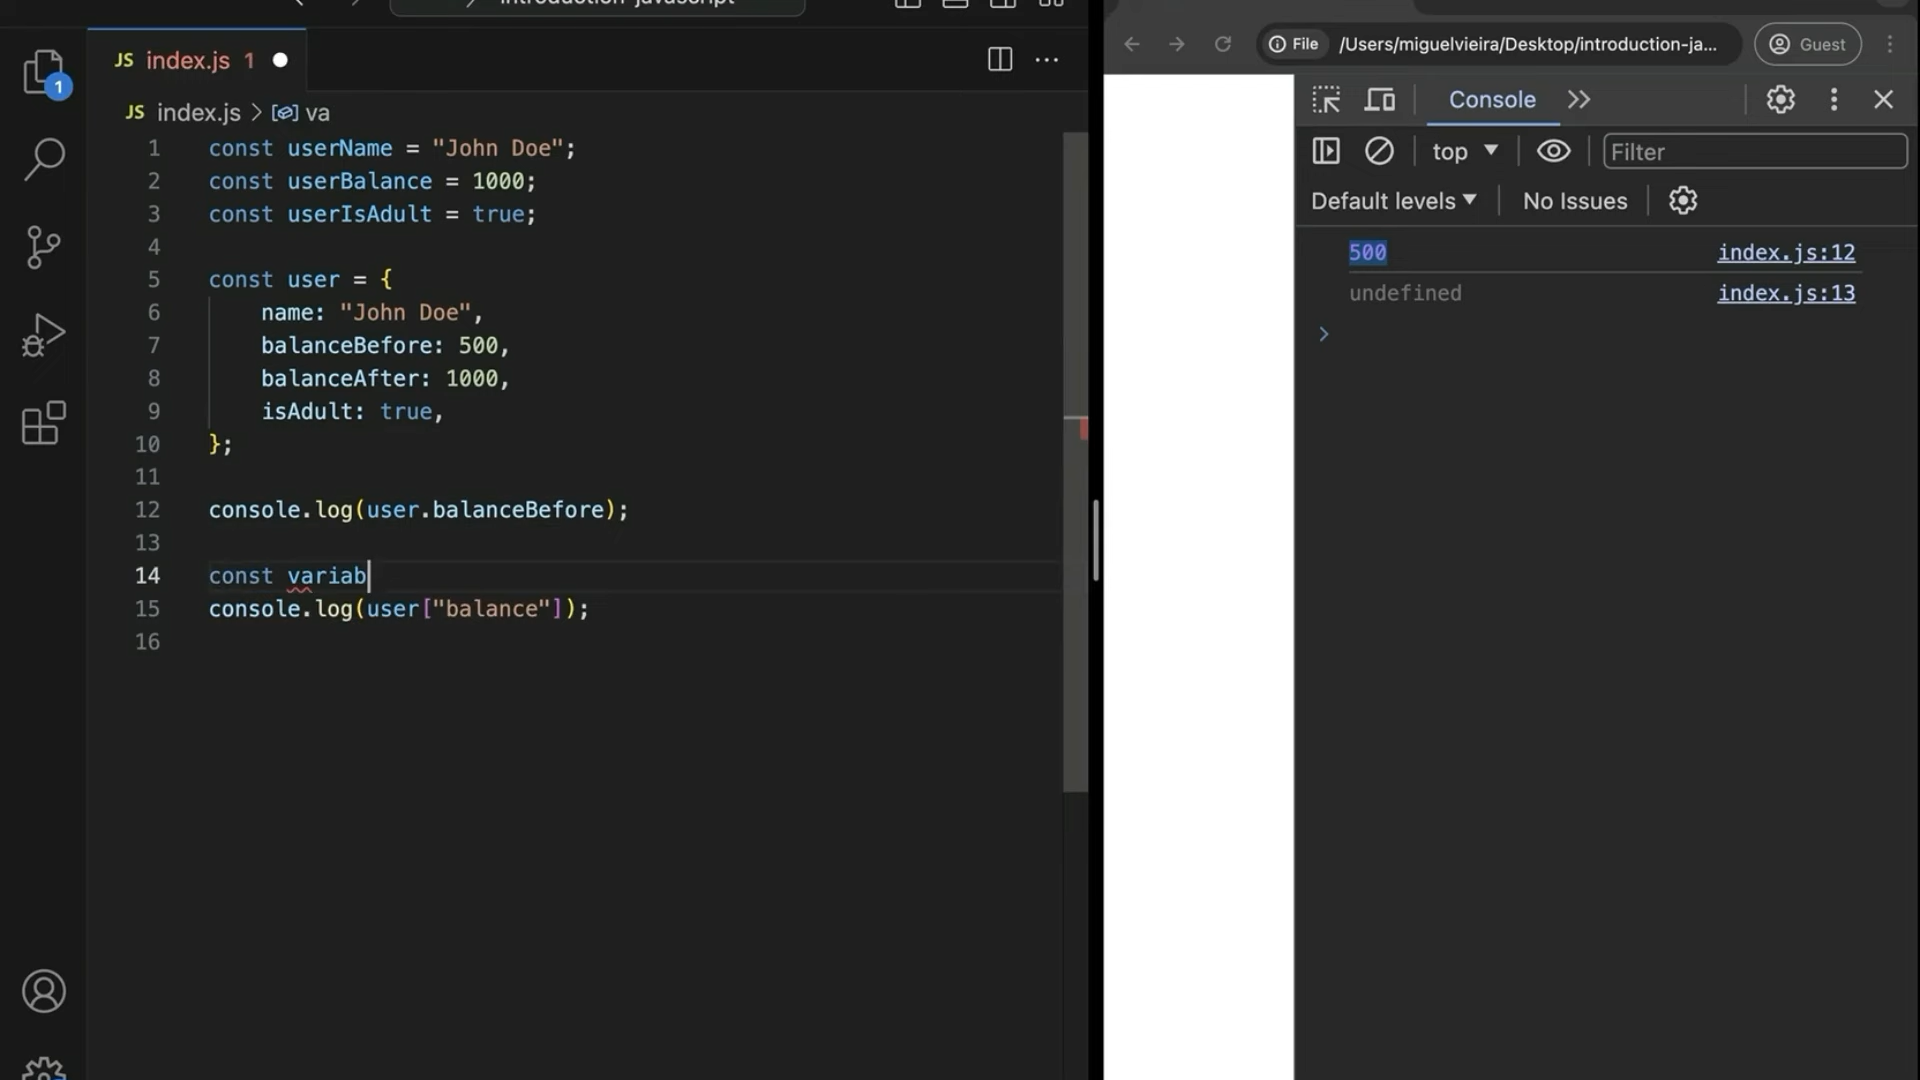 introduction-javascript
JS index.js 1
1
JS index.js > va
1 const userName = "John Doe";
2 const userBalance = 1000;
3 const userIsAdult = true;
4
5 const user = {
6 name: "John Doe",
7 balanceBefore: 500,
8 balanceAfter: 1000,
9 isAdult: true,
10 };
11
12 console.log(user.balanceBefore);
13
14 const variab
15 console.log(user["balance"]);
16
File /Users/miguelvieira/Desktop/introduction-ja... Guest
Console
top Filter
Default levels No Issues
500 index.js:12
undefined index.js:13